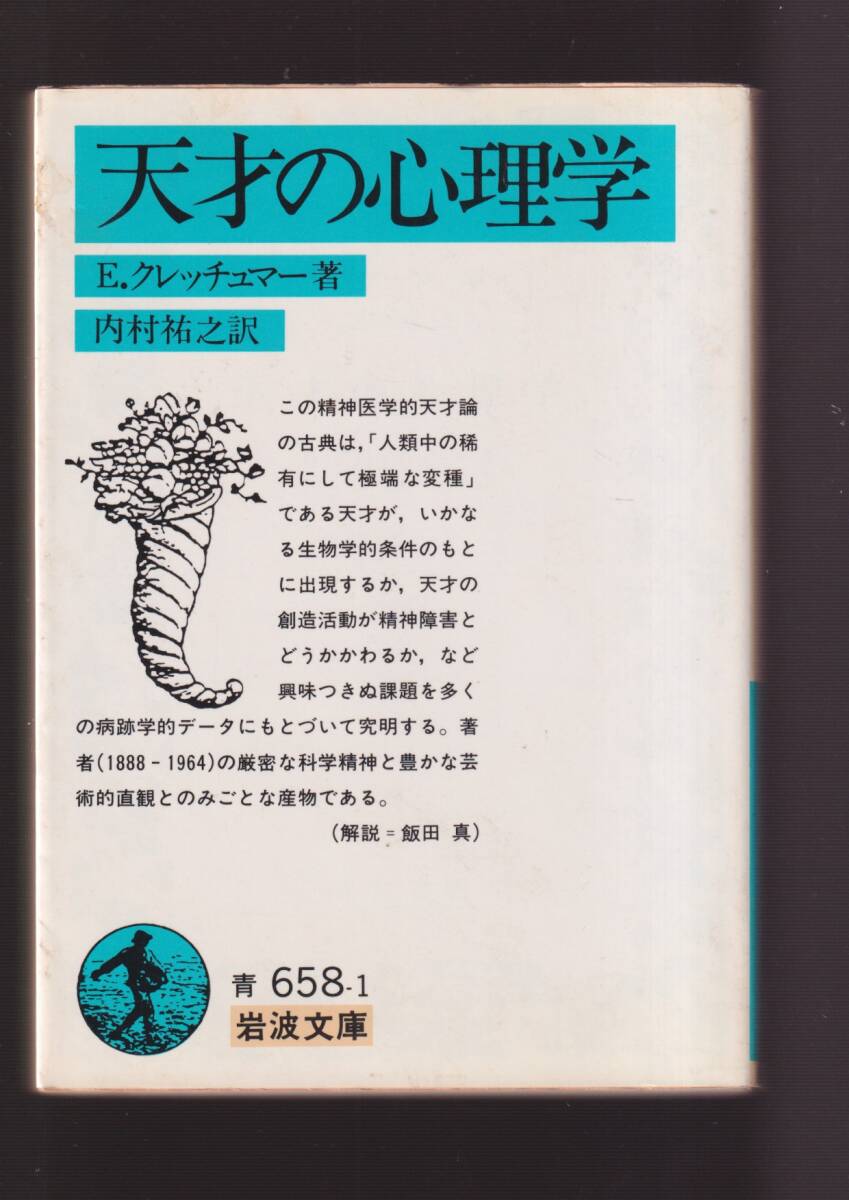 天才の心理学
E.クレッチュマー著
内村祐之訳
この精神医学的天才論
の古典は,「人類中の稀
有にして極端な変種」
である天才が, いかな
る生物学的条件のもと
に出現するか, 天才の
創造活動が精神障害と
どうかかわるか, など
興味つきぬ課題を多く
の病跡学的データにもとづいて究明する。著
者(1888-1964)の厳密な科学精神と豊かな芸
術的直観とのみごとな産物である。
(解説=飯田 真)
青 658-1
岩波文庫